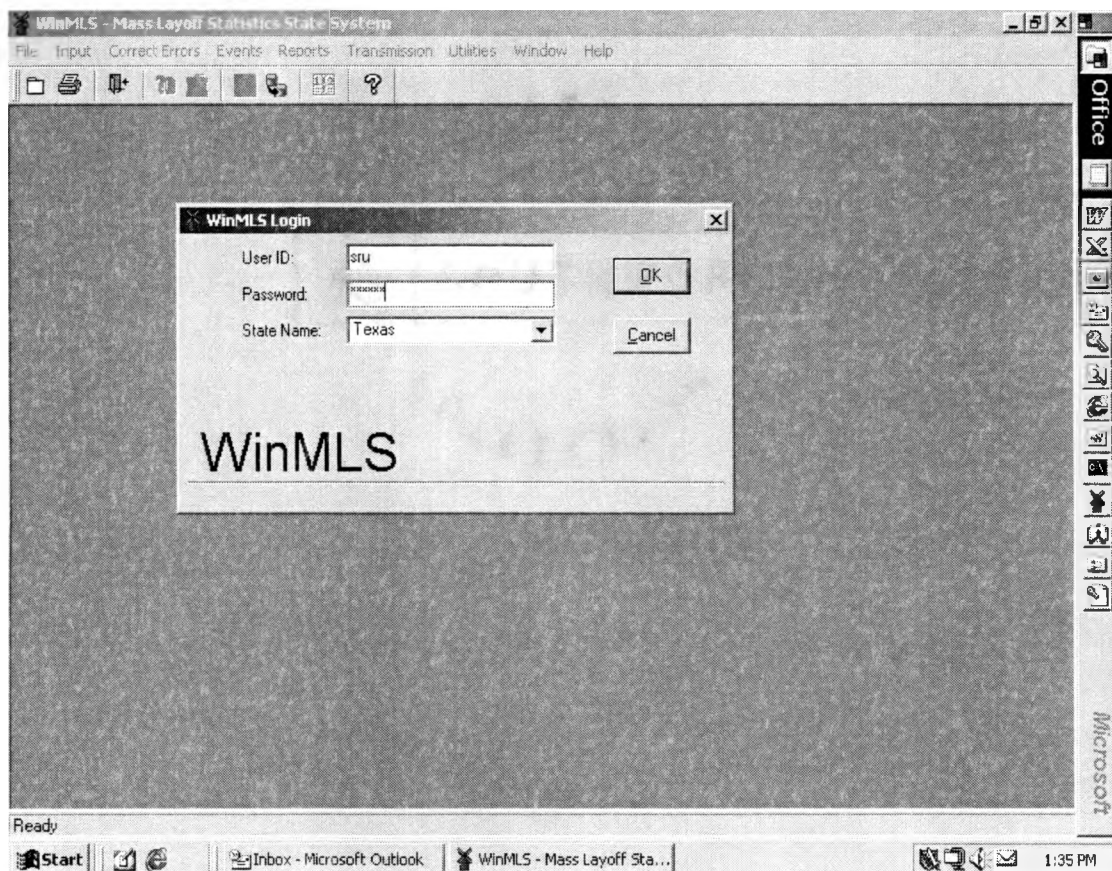 WinMLS - Mass Layoff Statistics State System
File Input Correct Errors Events Reports Transmission Utilities Window Help
Office
WinMLS Login
User ID: sru
OK
Password: ******
State Name: Texas
Cancel
WinMLS
Microsoft
Ready
Start Inbox - Microsoft Outlook WinMLS - Mass Layoff Sta... 1:35 PM